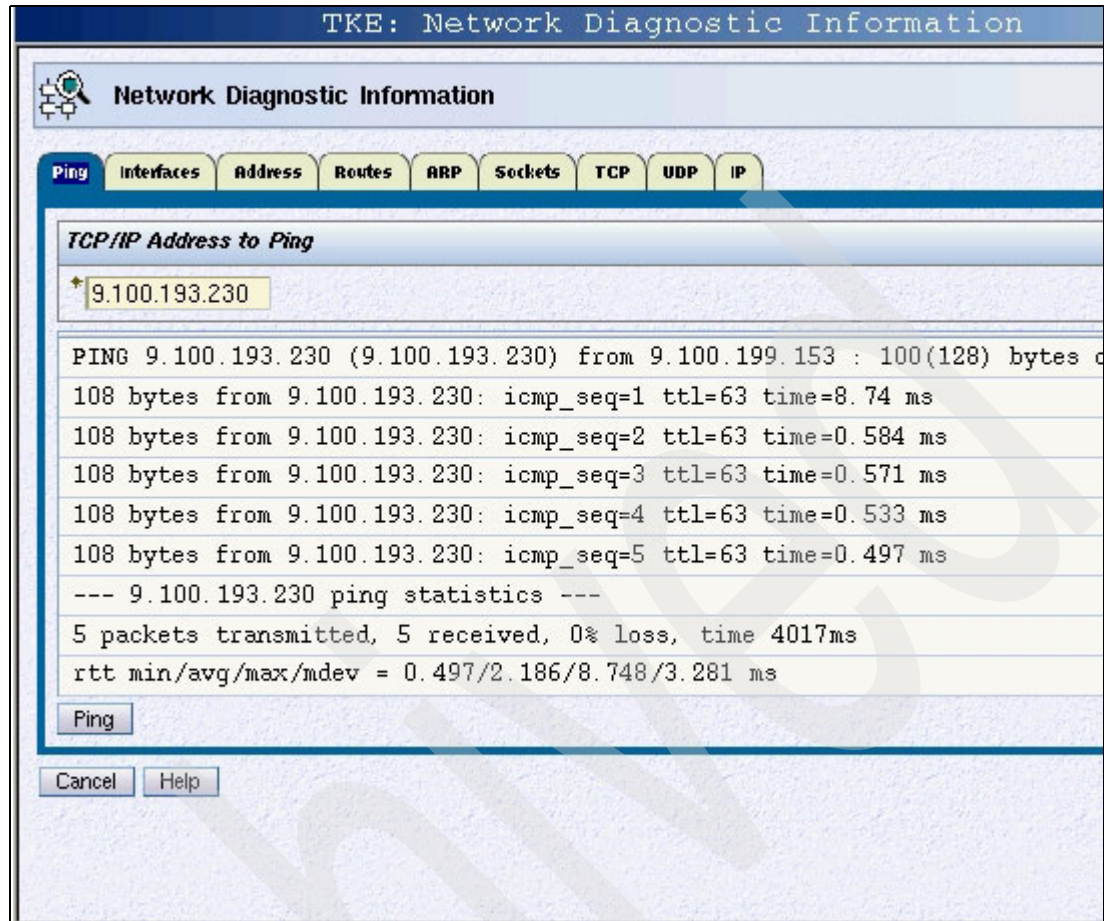 TKE: Network Diagnostic Information
Network Diagnostic Information
Ping Interfaces Address Routes ARP Sockets TCP UDP IP
TCP/IP Address to Ping
9.100.193.230
PING 9.100.193.230 (9.100.193.230) from 9.100.199.153 : 100(128) bytes
108 bytes from 9.100.193.230: icmp_seq=1 ttl=63 time=8.74 ms
108 bytes from 9.100.193.230: icmp_seq=2 ttl=63 time=0.584 ms
108 bytes from 9.100.193.230: icmp_seq=3 ttl=63 time=0.571 ms
108 bytes from 9.100.193.230: icmp_seq=4 ttl=63 time=0.533 ms
108 bytes from 9.100.193.230: icmp_seq=5 ttl=63 time=0.497 ms
--- 9.100.193.230 ping statistics ---
5 packets transmitted, 5 received, 0% loss, time 4017ms
rtt min/avg/max/mdev = 0.497/2.186/8.748/3.281 ms
Ping
Cancel Help